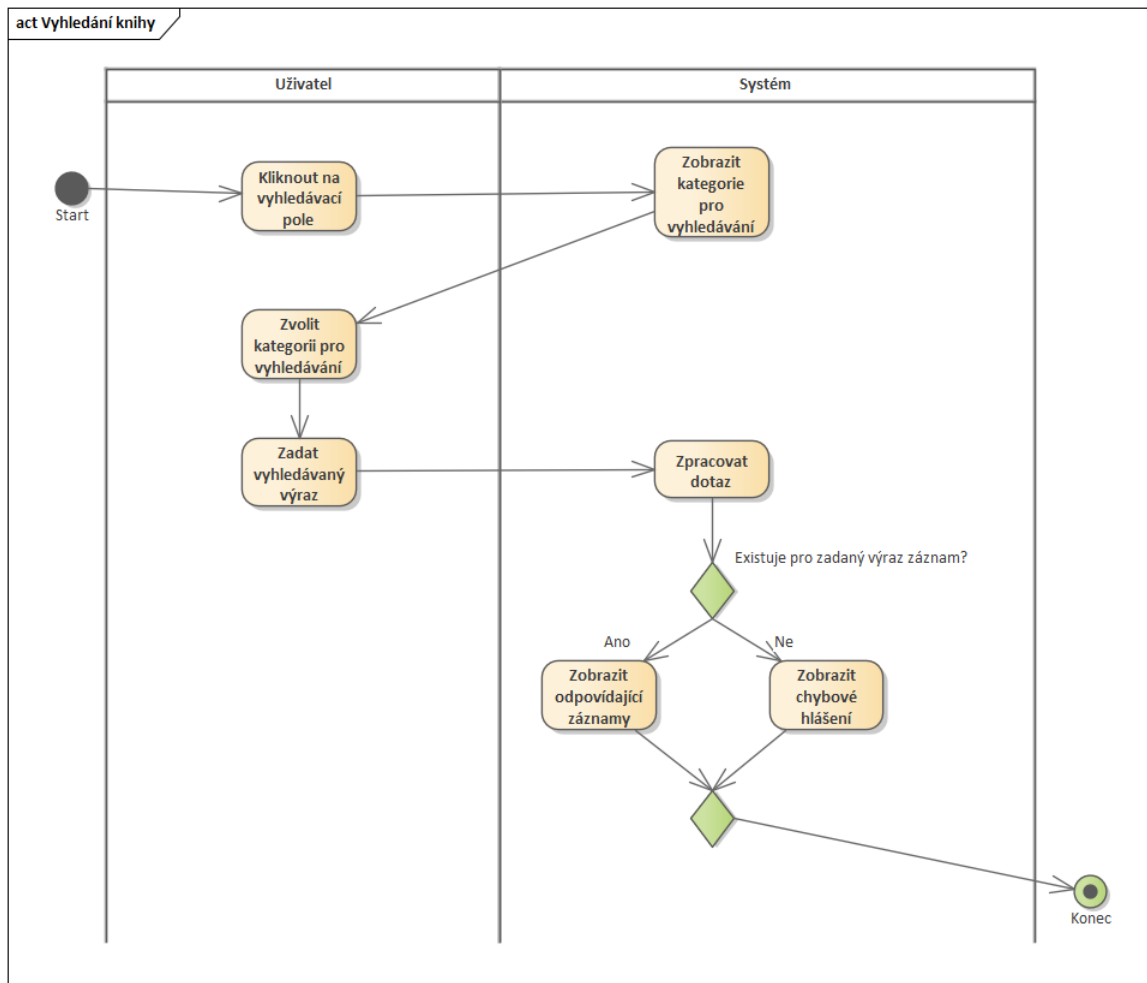 act Vyhledání knihy
Uživatel
Systém
Start
Kliknout na
vyhledávací
pole
Zobrazit
kategorie
pro
vyhledávání
Zvolit
kategorii pro
vyhledávání
Zadat
vyhledávaný
výraz
Zpracovat
dotaz
Existuje pro zadaný výraz záznam?
Ano
Ne
Zobrazit
odpovídající
záznamy
Zobrazit
chybové
hlášení
Konec